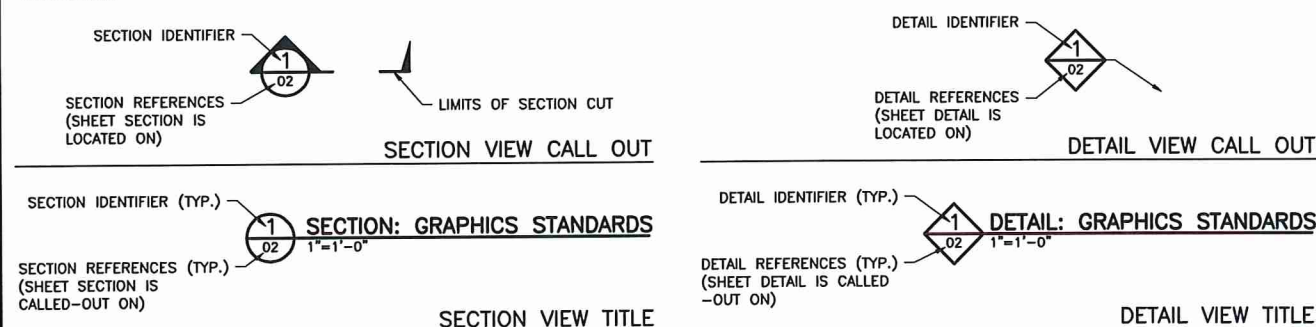 SECTION IDENTIFIER
1
02
SECTION REFERENCES
(SHEET SECTION IS
LOCATED ON)
LIMITS OF SECTION CUT
SECTION VIEW CALL OUT
DETAIL IDENTIFIER
1
02
DETAIL REFERENCES
(SHEET DETAIL IS
LOCATED ON)
DETAIL VIEW CALL OUT
SECTION IDENTIFIER (TYP.)
1
02
SECTION: GRAPHICS STANDARDS
1"=1'-0"
SECTION REFERENCES (TYP.)
(SHEET SECTION IS
CALLED-OUT ON)
SECTION VIEW TITLE
DETAIL IDENTIFIER (TYP.)
1
02
DETAIL: GRAPHICS STANDARDS
1"=1'-0"
DETAIL REFERENCES (TYP.)
(SHEET DETAIL IS CALLED
-OUT ON)
DETAIL VIEW TITLE